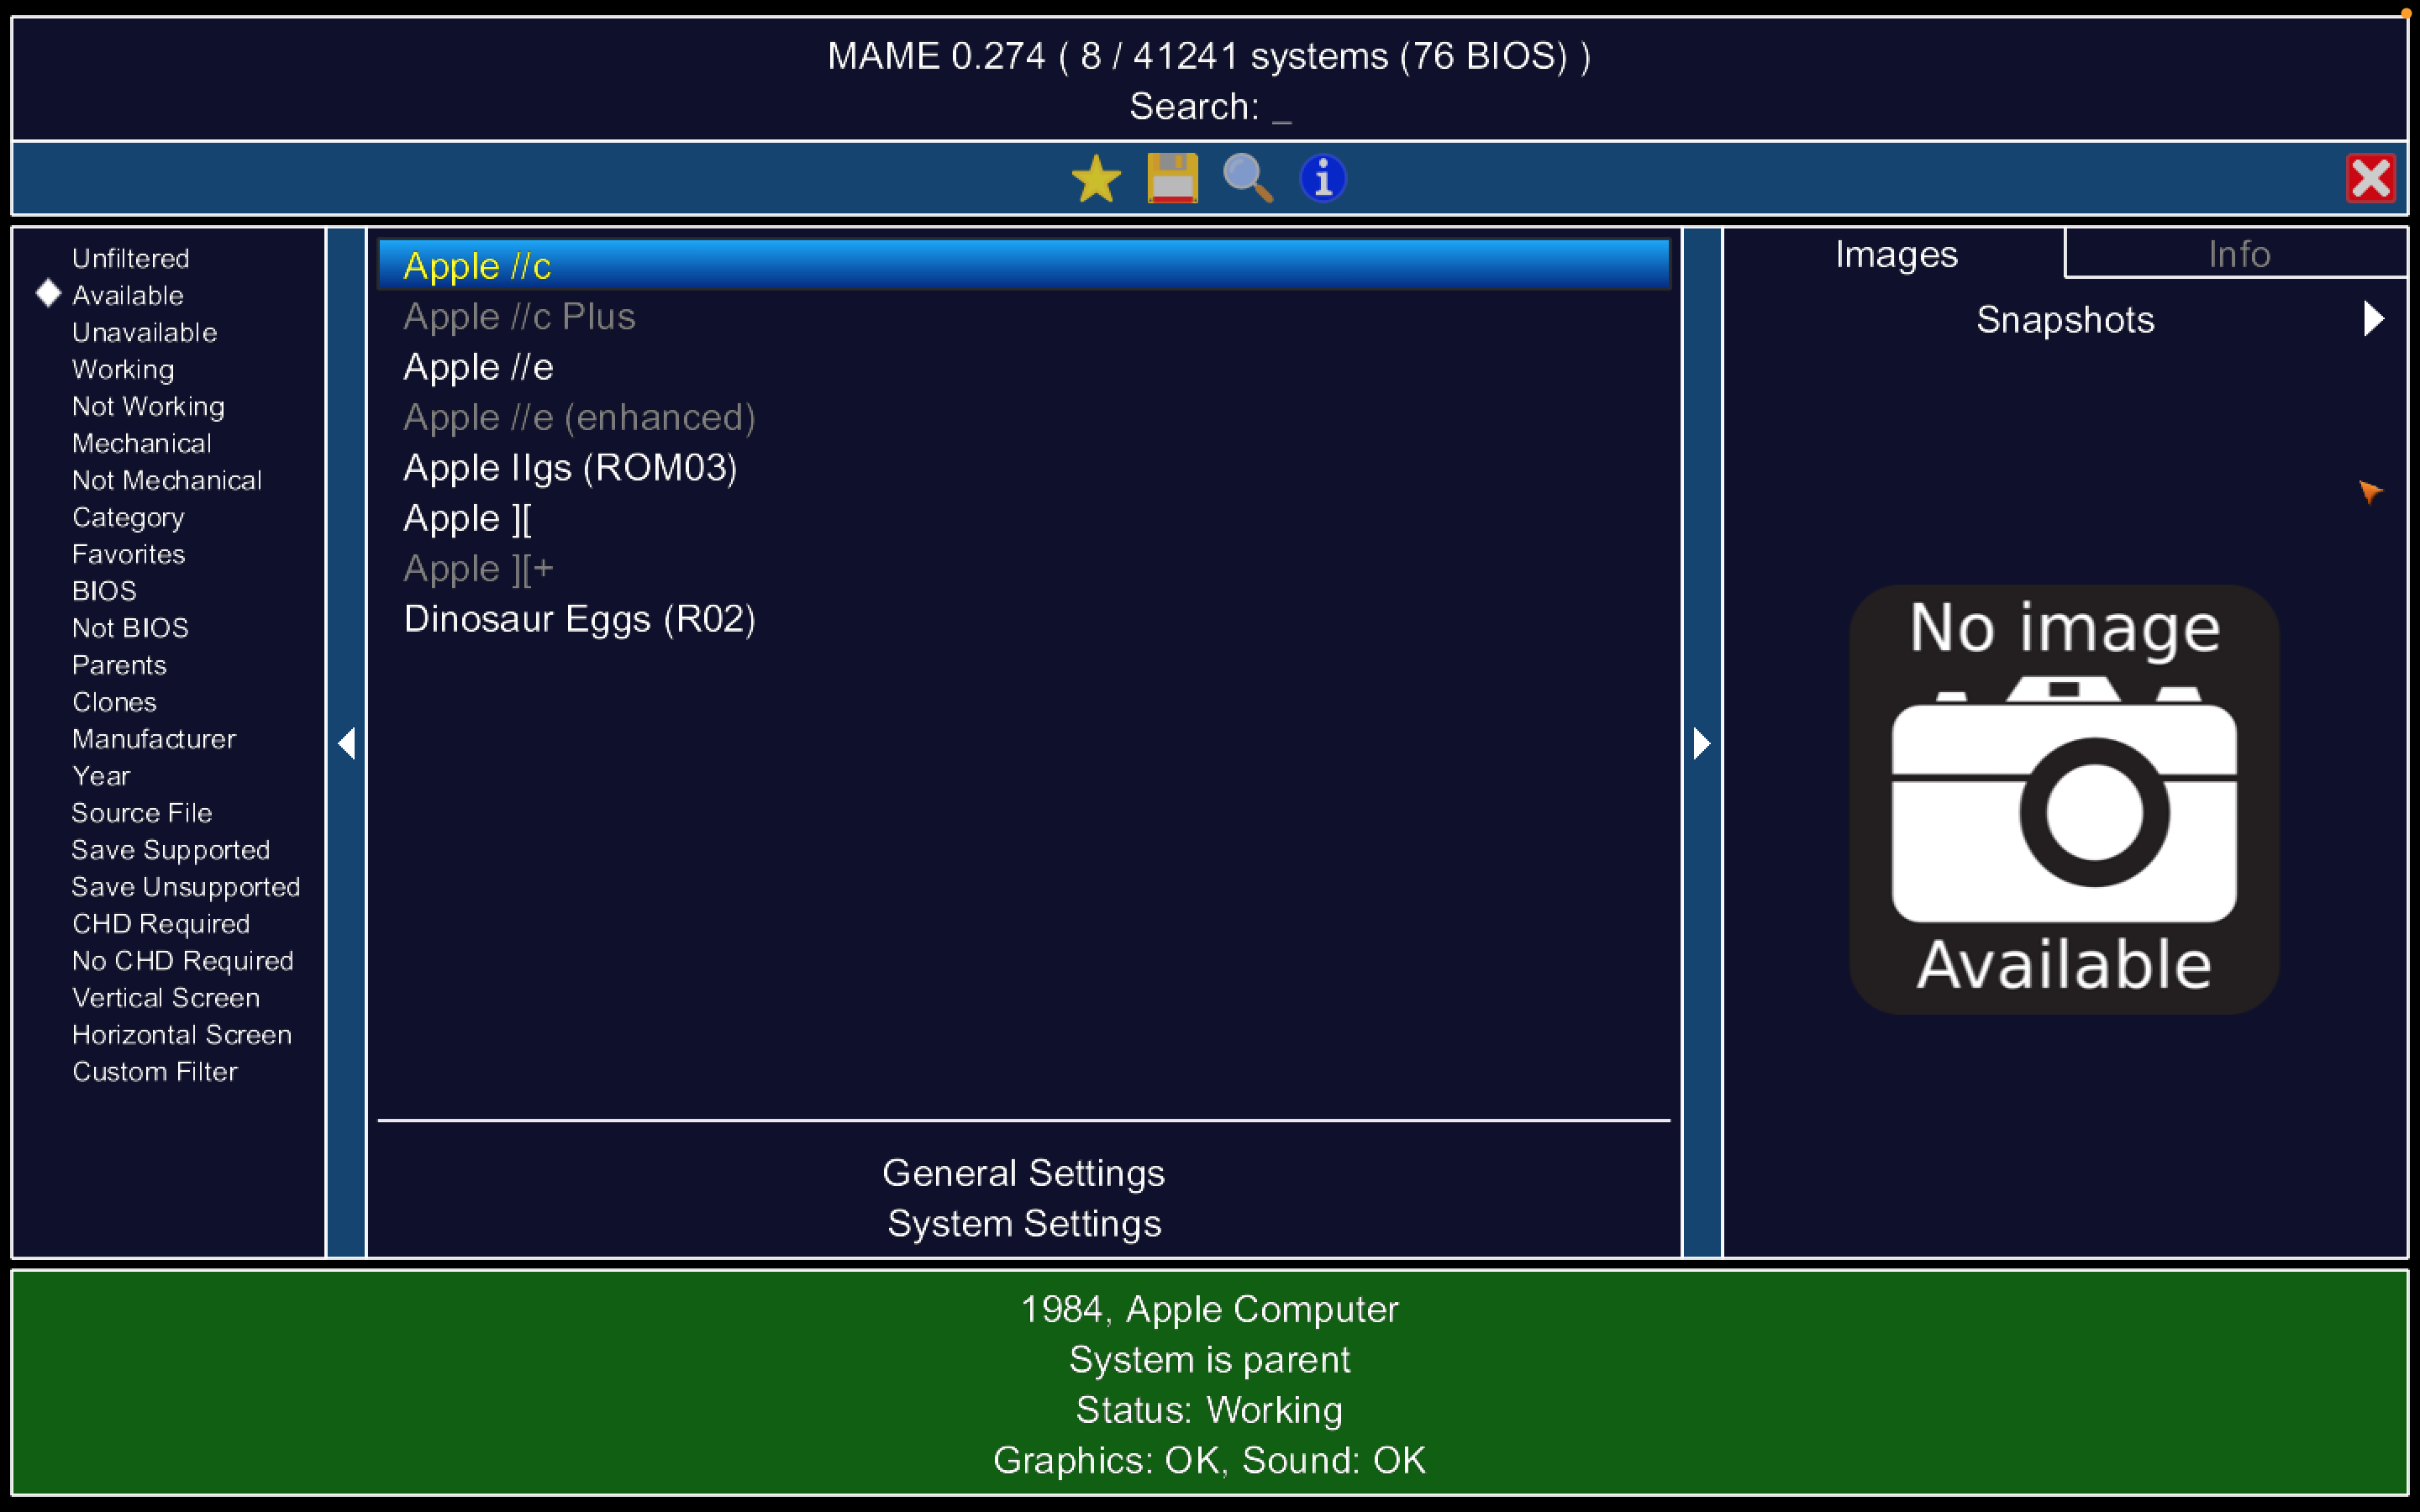 MAME 0.274 ( 8 / 41241 systems (76 BIOS) )
Search: _
Unfiltered
Available
Unavailable
Working
Not Working
Mechanical
Not Mechanical
Category
Favorites
BIOS
Not BIOS
Parents
Clones
Manufacturer
Year
Source File
Save Supported
Save Unsupported
CHD Required
No CHD Required
Vertical Screen
Horizontal Screen
Custom Filter
Apple //c
Apple //c Plus
Apple //e
Apple //e (enhanced)
Apple IIgs (ROM03)
Apple ][
Apple ][+
Dinosaur Eggs (R02)
General Settings
System Settings
Images
Info
Snapshots
No image
Available
1984, Apple Computer
System is parent
Status: Working
Graphics: OK, Sound: OK